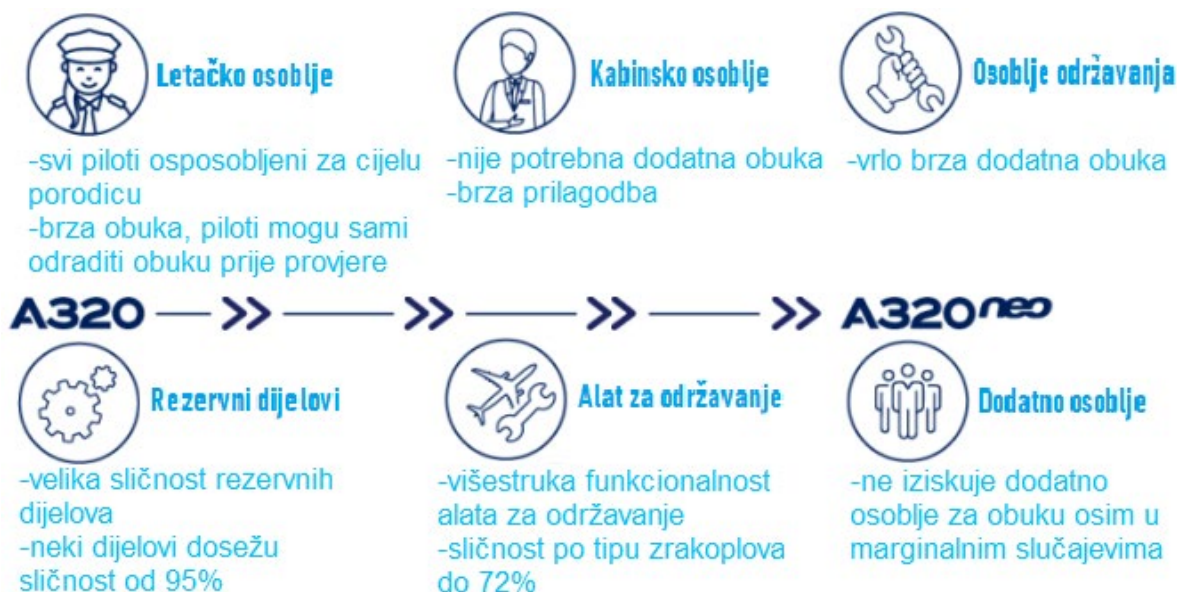 Letačko osoblje
-svi piloti osposobljeni za cijelu
porodicu
-brza obuka, piloti mogu sami
odraditi obuku prije provjere
Kabinsko osoblje
-nije potrebna dodatna obuka
-brza prilagodba
Osoblje održavanja
-vrlo brza dodatna obuka
A320
A320neo
Rezervni dijelovi
-velika sličnost rezervnih
dijelova
-neki dijelovi dosežu
sličnost od 95%
Alat za održavanje
-višestruka funkcionalnost
alata za održavanje
-sličnost po tipu zrakoplova
do 72%
Dodatno osoblje
-ne iziskuje dodatno
osoblje za obuku osim u
marginalnim slučajevima